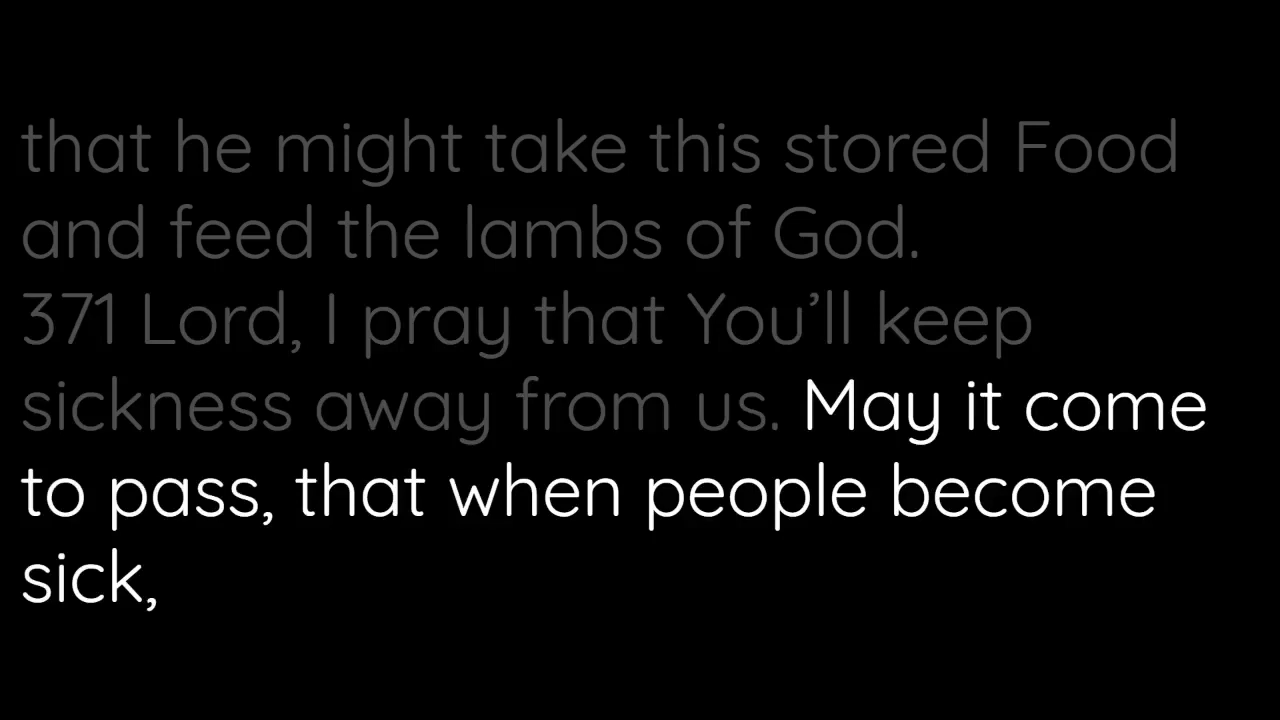 that he might take this stored Food
and feed the lambs of God.
371 Lord, I pray that You’ll keep
sickness away from us. May it come
to pass, that when people become
sick,